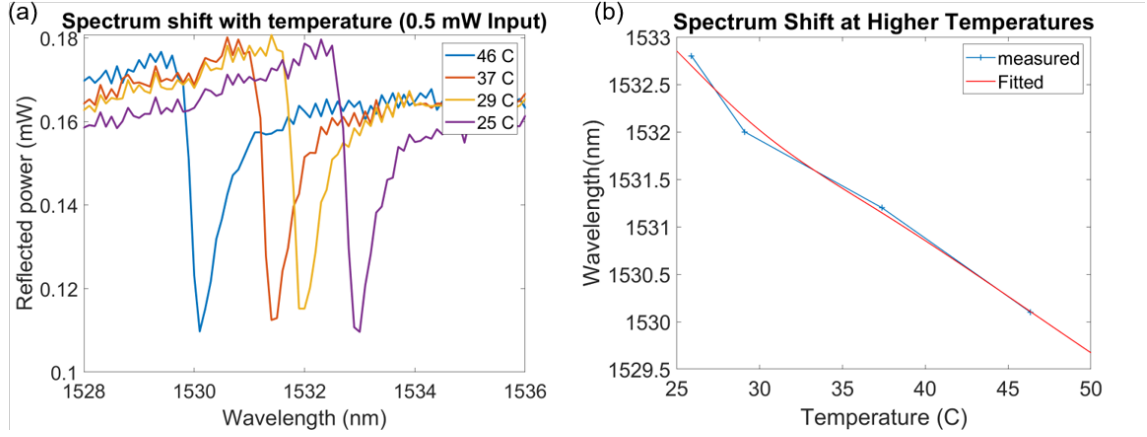 (a)
Spectrum shift with temperature (0.5 mW Input)
0.18
0.16
0.14
0.12
0.1
Reflected power (mW)
46 C
37 C
29 C
25 C
1528
1530
1532
1534
1536
Wavelength (nm)
(b)
Spectrum Shift at Higher Temperatures
1533
1532.5
1532
1531.5
1531
1530.5
1530
1529.5
Wavelength(nm)
measured
Fitted
25
30
35
40
45
50
Temperature (C)